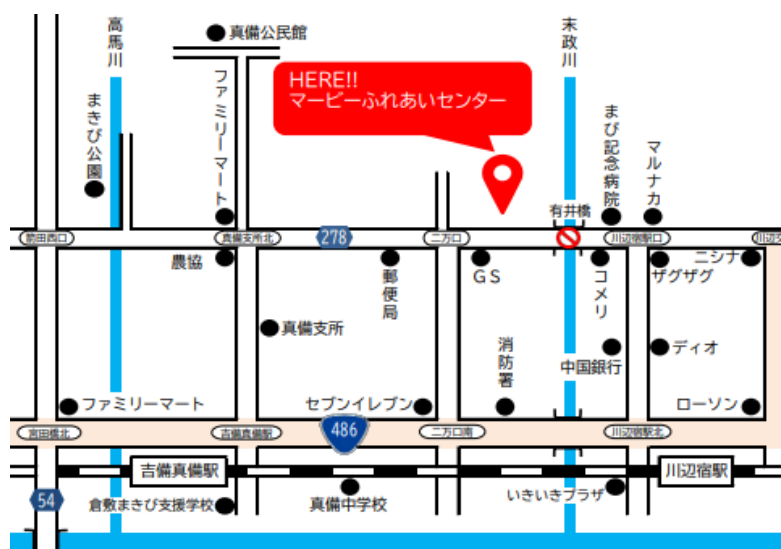 高馬川
末政川
真備公民館
HERE!!
マービーふれあいセンター
ファミリーマート
まきび公園
まび記念病院
マルナカ
有井橋
箭田西口
真備支所北
278
二万口
川辺宿駅口
川辺交
農協
郵便局
GS
コメリ
ザグザグ
ニシナ
真備支所
消防署
中国銀行
ディオ
ファミリーマート
セブンイレブン
ローソン
宮田橋北
吉備真備駅
486
二万口南
川辺宿駅北
吉備真備駅
川辺宿駅
54
倉敷まきび支援学校
真備中学校
いきいきプラザ